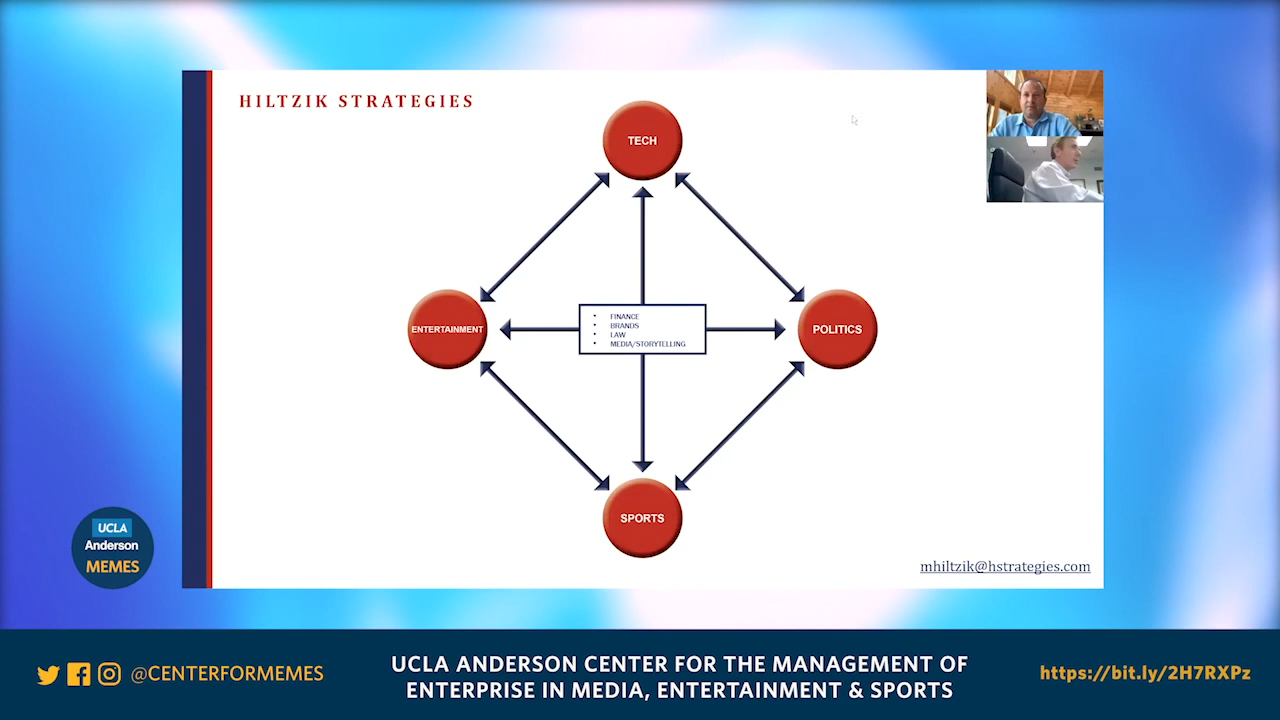 HILTZIK STRATEGIES
TECH
ENTERTAINMENT
• FINANCE
• BRANDS
• LAW
• MEDIA/STORYTELLING
POLITICS
SPORTS
mhiltzik@hstrategies.com
UCLA
Anderson
MEMES
@CENTERFORMEMES
UCLA ANDERSON CENTER FOR THE MANAGEMENT OF
ENTERPRISE IN MEDIA, ENTERTAINMENT & SPORTS
https://bit.ly/2H7RXPz